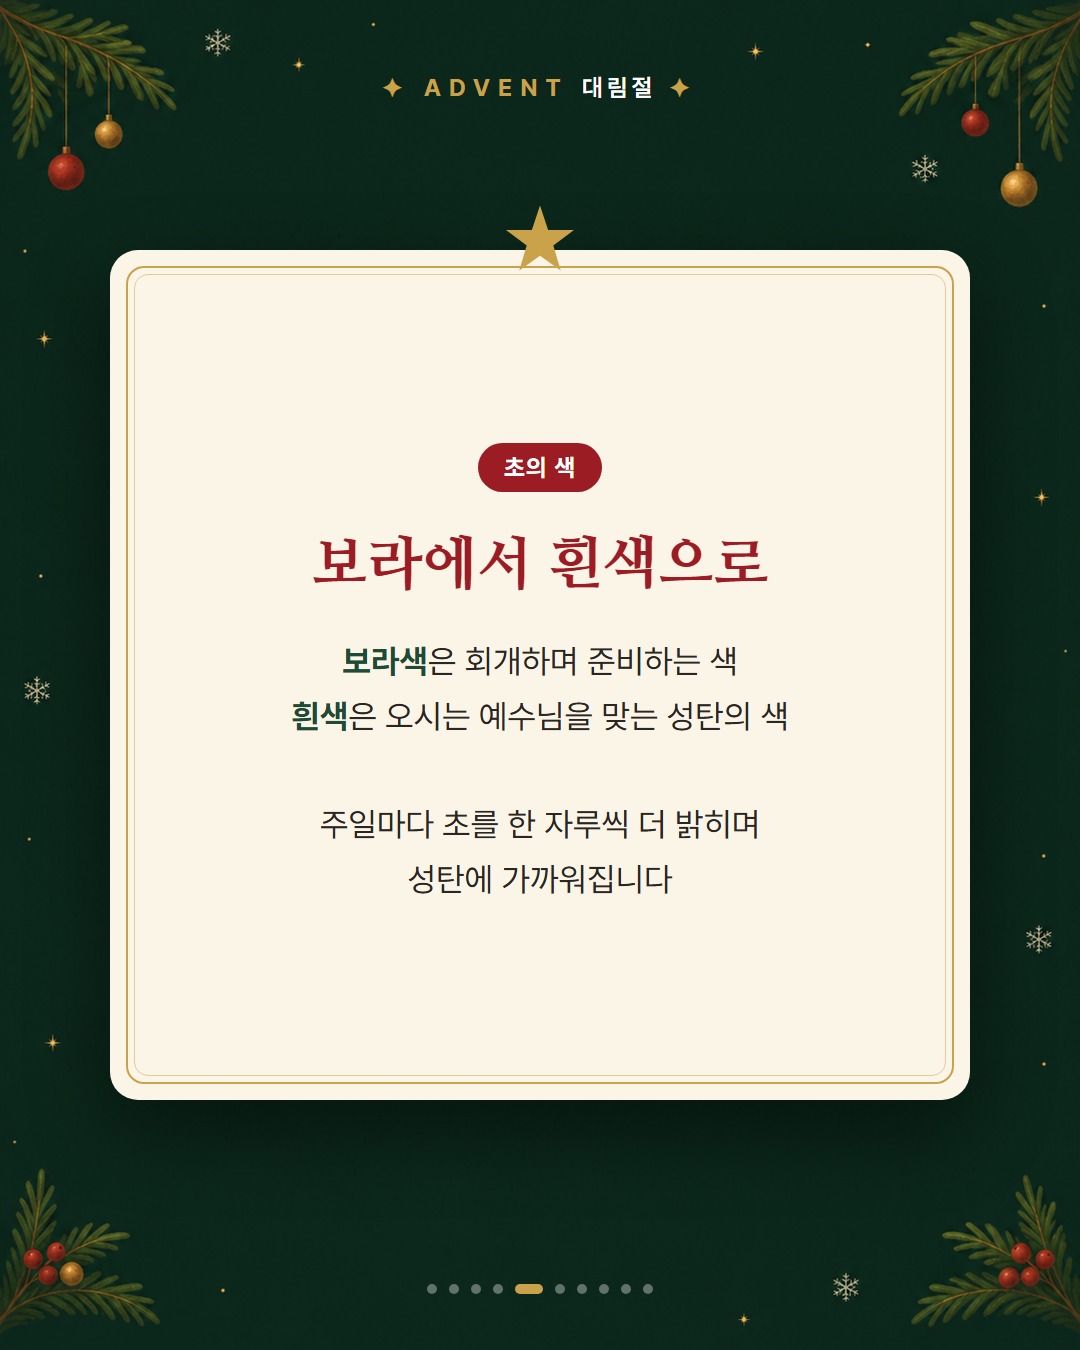 ADVENT 대림절
초의 색
보라에서 흰색으로
보라색은 회개하며 준비하는 색
흰색은 오시는 예수님을 맞는 성탄의 색
주일마다 초를 한 자루씩 더 밝히며
성탄에 가까워집니다